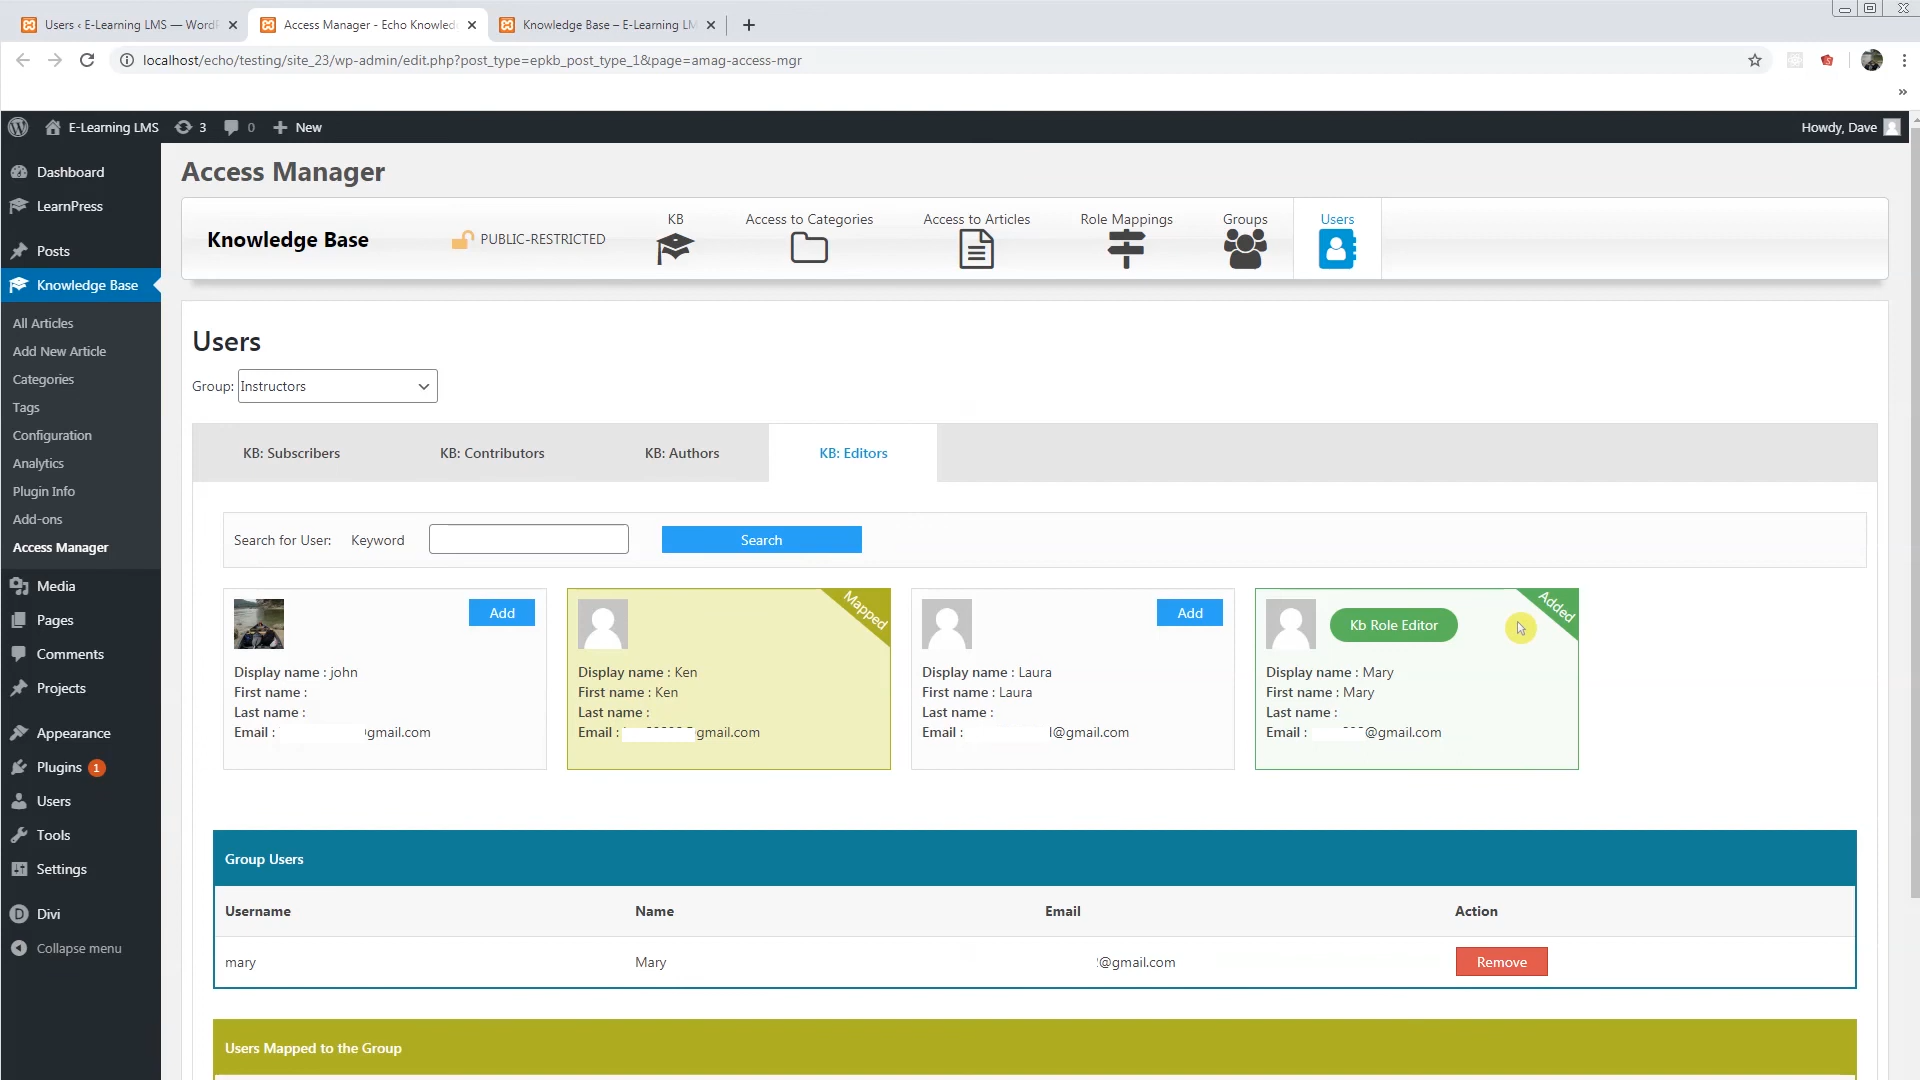 Users ‹ E-Learning LMS — WordP
Access Manager - Echo Knowled
Knowledge Base – E-Learning LM
localhost/echo/testing/site_23/wp-admin/edit.php?post_type=epkb_post_type_1&page=amag-access-mgr
E-Learning LMS
3
0
New
Howdy, Dave
Dashboard
LearnPress
Posts
Knowledge Base
All Articles
Add New Article
Categories
Tags
Configuration
Analytics
Plugin Info
Add-ons
Access Manager
Media
Pages
Comments
Projects
Appearance
Plugins 1
Users
Tools
Settings
Divi
Collapse menu
Access Manager
Knowledge Base
PUBLIC-RESTRICTED
KB
Access to Categories
Access to Articles
Role Mappings
Groups
Users
Users
Group: Instructors
KB: Subscribers
KB: Contributors
KB: Authors
KB: Editors
Search for User: Keyword
Search
Add
Display name : john
First name :
Last name :
Email : gmail.com
Mapped
Display name : Ken
First name : Ken
Last name :
Email : gmail.com
Add
Display name : Laura
First name : Laura
Last name :
Email : l@gmail.com
Kb Role Editor
Added
Display name : Mary
First name : Mary
Last name :
Email : @gmail.com
Group Users
Username Name Email Action
mary Mary @gmail.com Remove
Users Mapped to the Group